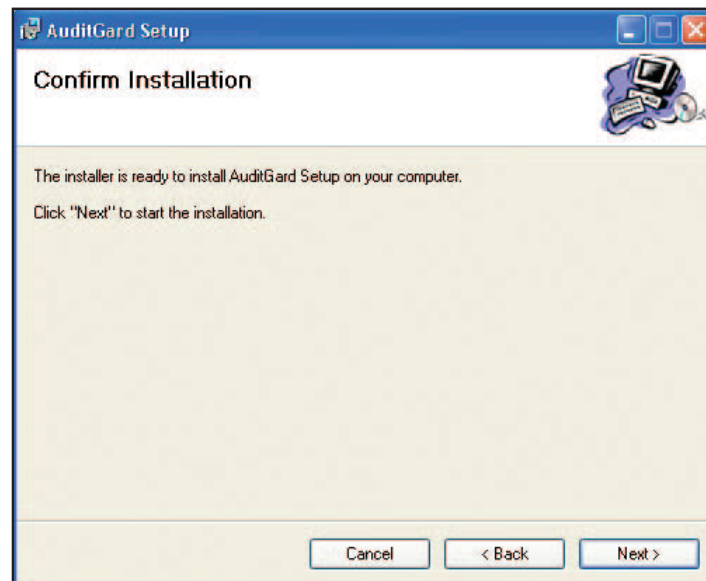 AuditGard Setup
Confirm Installation
The installer is ready to install AuditGard Setup on your computer.
Click "Next" to start the installation.
Cancel
< Back
Next >